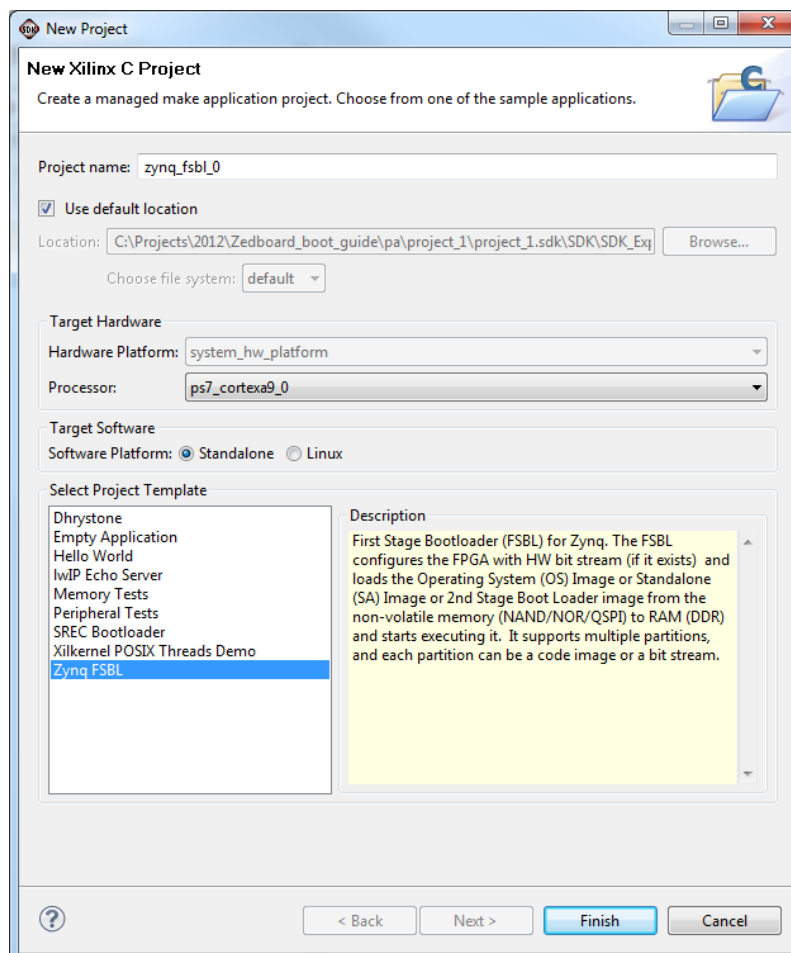 SDK New Project
New Xilinx C Project
Create a managed make application project. Choose from one of the sample applications.
Project name: zynq_fsbl_0
Use default location
Location: C:\Projects\2012\Zedboard_boot_guide\pa\project_1\project_1.sdk\SDK\SDK_Exp Browse...
Choose file system: default
Target Hardware
Hardware Platform: system_hw_platform
Processor: ps7_cortexa9_0
Target Software
Software Platform: Standalone Linux
Select Project Template
Dhrystone
Empty Application
Hello World
lwIP Echo Server
Memory Tests
Peripheral Tests
SREC Bootloader
Xilkernel POSIX Threads Demo
Zynq FSBL
Description
First Stage Bootloader (FSBL) for Zynq. The FSBL
configures the FPGA with HW bit stream (if it exists) and
loads the Operating System (OS) Image or Standalone
(SA) Image or 2nd Stage Boot Loader image from the
non-volatile memory (NAND/NOR/QSPI) to RAM (DDR)
and starts executing it. It supports multiple partitions,
and each partition can be a code image or a bit stream.
? < Back Next > Finish Cancel